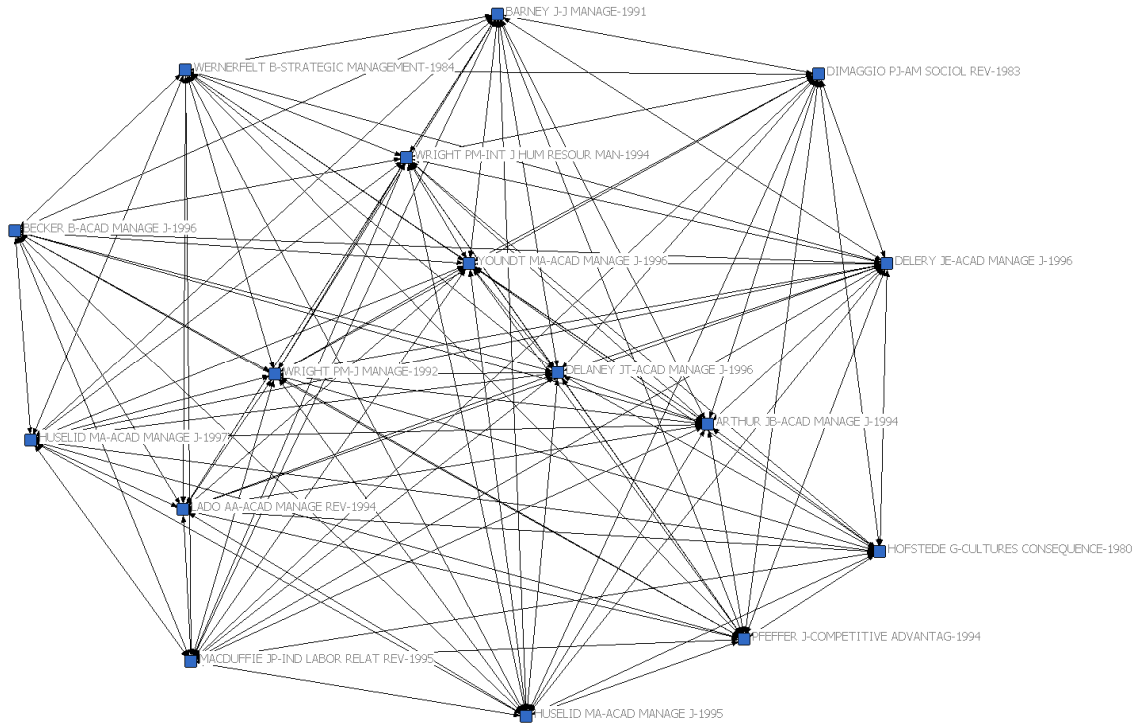 BARNEY J-J MANAGE-1991
WERNERFELT B-STRATEGIC MANAGEMENT-1984
DIMAGGIO PJ-AM SOCIOL REV-1983
WRIGHT PM-INT J HUM RESOUR MAN-1994
BECKER B-ACAD MANAGE J-1996
YOUNDT MA-ACAD MANAGE J-1996
DELERY JE-ACAD MANAGE J-1996
WRIGHT PM-J MANAGE-1992
DELANEY JT-ACAD MANAGE J-1996
ARTHUR JB-ACAD MANAGE J-1994
HUSELID MA-ACAD MANAGE J-1997
LADO AA-ACAD MANAGE REV-1994
HOFSTEDE G-CULTURES CONSEQUENCE-1980
PFEFFER J-COMPETITIVE ADVANTAG-1994
MACDUFFIE JP-IND LABOR RELAT REV-1995
HUSELID MA-ACAD MANAGE J-1995